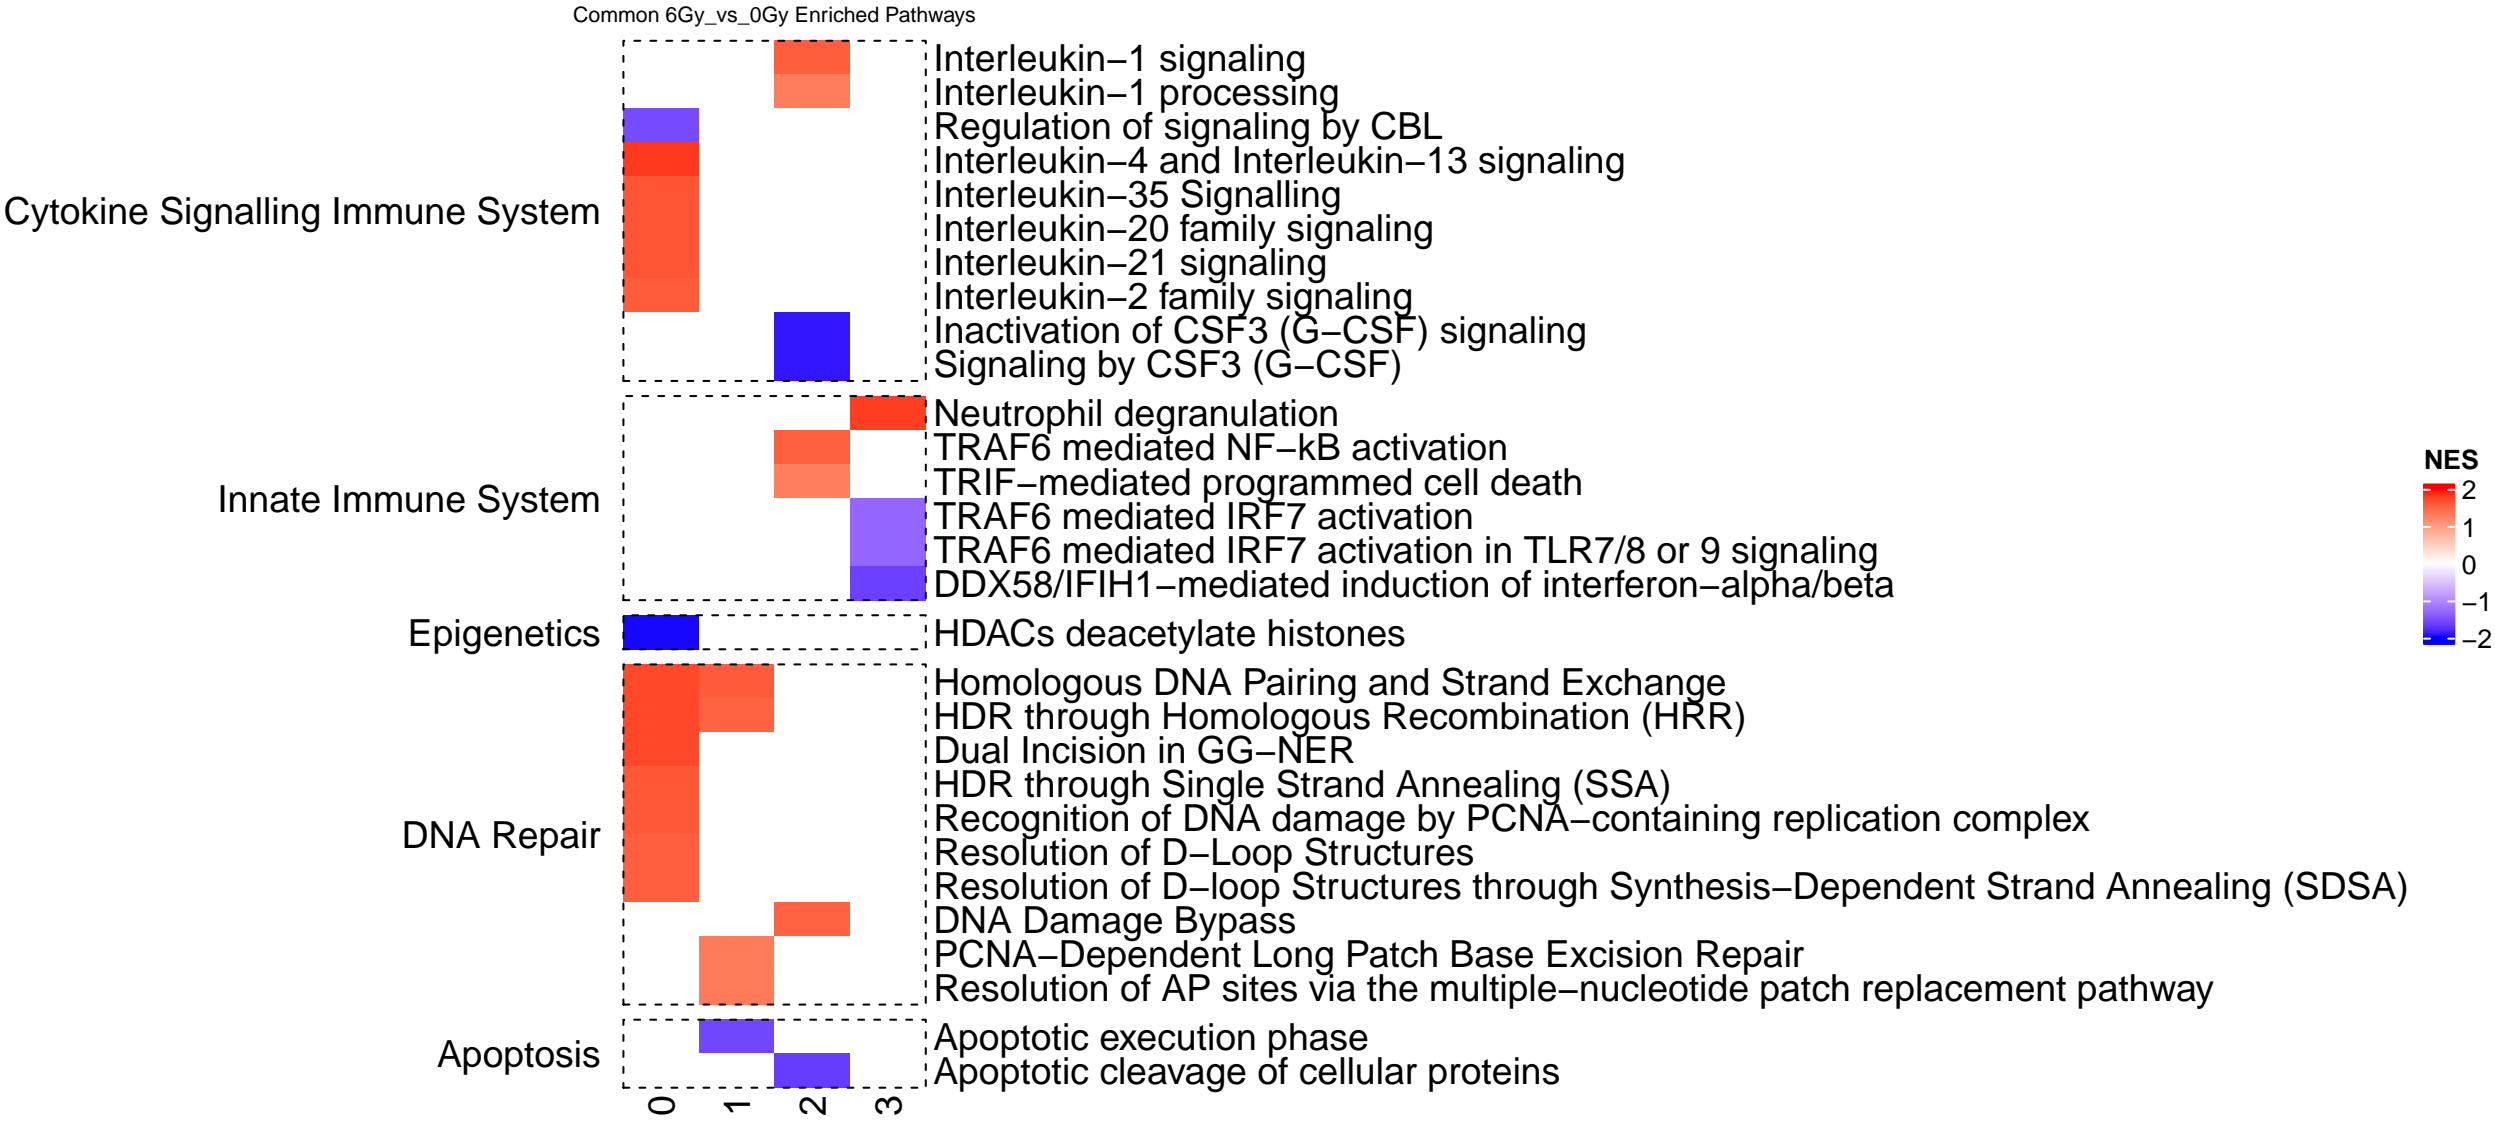 Common 6Gy_vs_0Gy Enriched Pathways
Cytokine Signalling Immune System
Interleukin−1 signaling
Interleukin−1 processing
Regulation of signaling by CBL
Interleukin−4 and Interleukin−13 signaling
Interleukin−35 Signalling
Interleukin−20 family signaling
Interleukin−21 signaling
Interleukin−2 family signaling
Inactivation of CSF3 (G−CSF) signaling
Signaling by CSF3 (G−CSF)
Innate Immune System
Neutrophil degranulation
TRAF6 mediated NF−kB activation
TRIF−mediated programmed cell death
TRAF6 mediated IRF7 activation
TRAF6 mediated IRF7 activation in TLR7/8 or 9 signaling
DDX58/IFIH1−mediated induction of interferon−alpha/beta
Epigenetics
HDACs deacetylate histones
DNA Repair
Homologous DNA Pairing and Strand Exchange
HDR through Homologous Recombination (HRR)
Dual Incision in GG−NER
HDR through Single Strand Annealing (SSA)
Recognition of DNA damage by PCNA−containing replication complex
Resolution of D−Loop Structures
Resolution of D−loop Structures through Synthesis−Dependent Strand Annealing (SDSA)
DNA Damage Bypass
PCNA−Dependent Long Patch Base Excision Repair
Resolution of AP sites via the multiple−nucleotide patch replacement pathway
Apoptosis
Apoptotic execution phase
Apoptotic cleavage of cellular proteins
0 1 2 3
NES
2
1
0
−1
−2